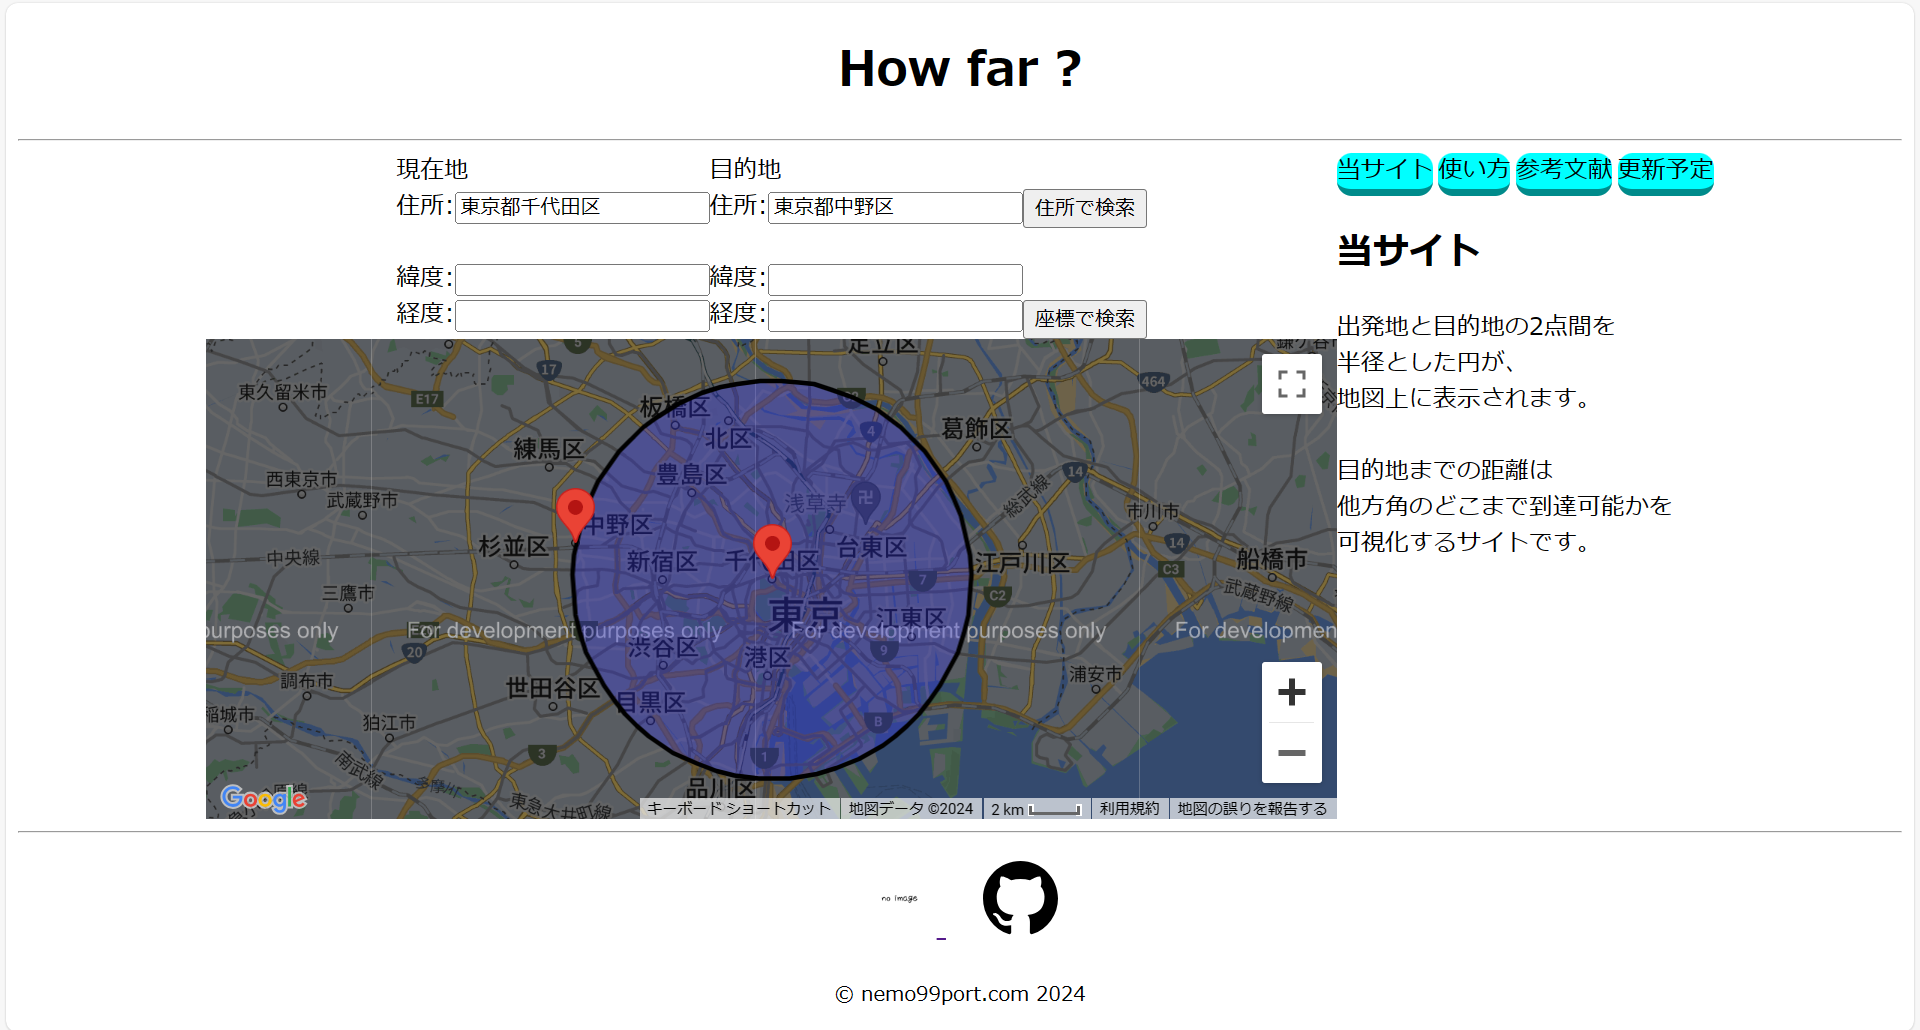 How far ?
現在地 目的地
住所: 東京都千代田区 住所: 東京都中野区 住所で検索
緯度: 緯度:
経度: 経度: 座標で検索
当サイト 使い方 参考文献 更新予定
当サイト
出発地と目的地の2点間を
半径とした円が、
地図上に表示されます。
目的地までの距離は
他方角のどこまで到達可能かを
可視化するサイトです。
足立区
5
17
464
東久留米市
E17
板橋区
北区
4
葛飾区
練馬区
豊島区
14
西東京市
武蔵野市
浅草寺
総武線
市川市
中野区
杉並区
中央線
新宿区
千代田区
台東区
江戸川区
14
船橋市
C3
7
三鷹市
C2
武蔵野線
東京
江東区
purposes only
For development purposes only
For development purposes only
For developmen
渋谷区
港区
9
20
調布市
世田谷区
目黒区
浦安市
稲城市
狛江市
B
南武線
3
1
多摩川
品川区
東急大井町線
Google
キーボード ショートカット 地図データ ©2024 2 km 利用規約 地図の誤りを報告する
no image
© nemo99port.com 2024